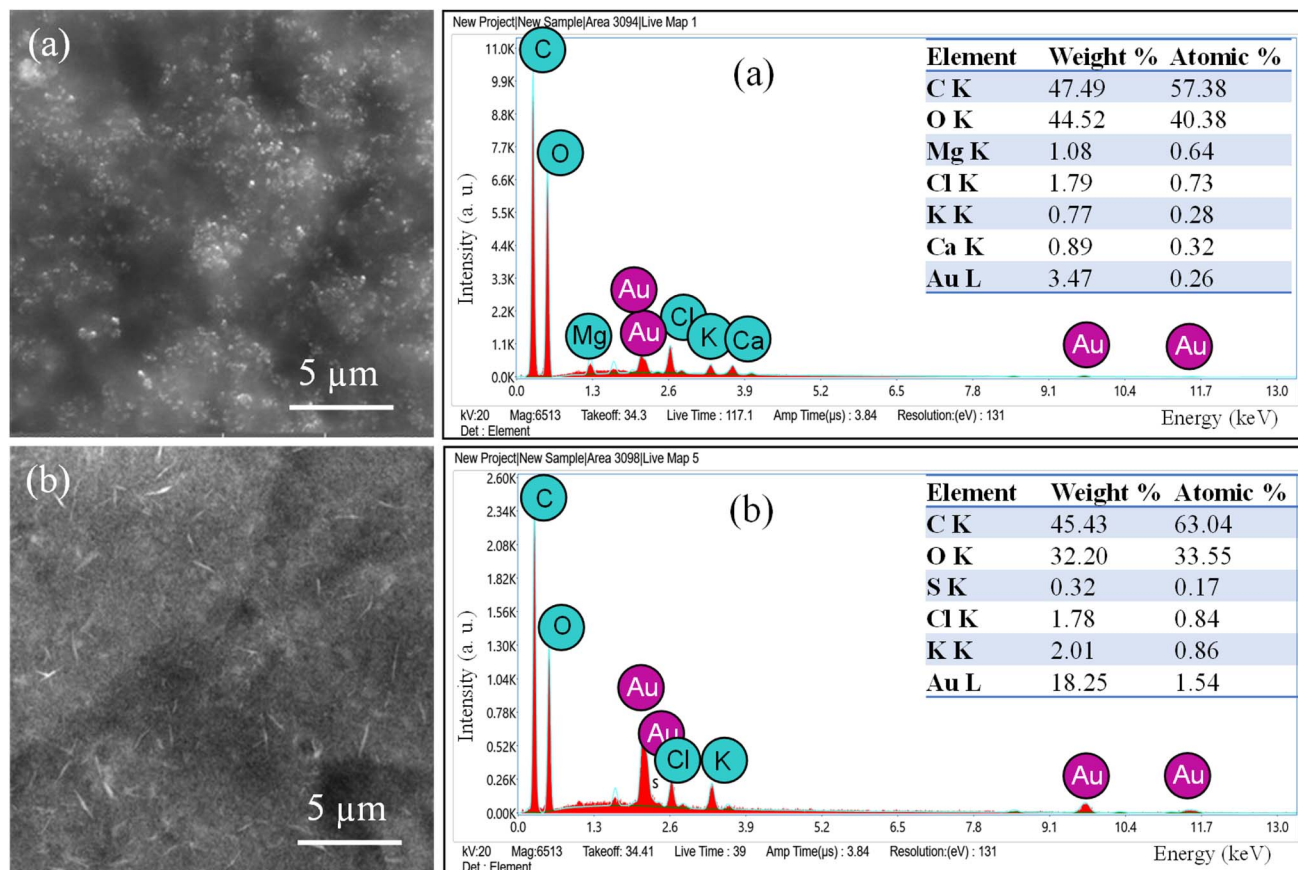 (a)
5 µm
New Project|New Sample|Area 3094|Live Map 1
(a)
Element Weight % Atomic %
C K 47.49 57.38
O K 44.52 40.38
Mg K 1.08 0.64
Cl K 1.79 0.73
K K 0.77 0.28
Ca K 0.89 0.32
Au L 3.47 0.26
Intensity (a. u.)
11.0K
9.9K
8.8K
7.7K
6.6K
5.5K
4.4K
3.3K
2.2K
1.1K
0.0K
C
O
Mg
Au
Au
Cl
K
Ca
Au
Au
0.0 1.3 2.6 3.9 5.2 6.5 7.8 9.1 10.4 11.7 13.0
kV:20 Mag:6513 Takeoff: 34.3 Live Time : 117.1 Amp Time(µs) : 3.84 Resolution:(eV) : 131 Energy (keV)
Det : Element
(b)
5 µm
New Project|New Sample|Area 3098|Live Map 5
(b)
Element Weight % Atomic %
C K 45.43 63.04
O K 32.20 33.55
S K 0.32 0.17
Cl K 1.78 0.84
K K 2.01 0.86
Au L 18.25 1.54
Intensity (a. u.)
2.60K
2.34K
2.08K
1.82K
1.56K
1.30K
1.04K
0.78K
0.52K
0.26K
0.00K
C
O
Au
Au
S
Cl
K
Au
Au
0.0 1.3 2.6 3.9 5.2 6.5 7.8 9.1 10.4 11.7 13.0
kV:20 Mag:6513 Takeoff: 34.41 Live Time : 39 Amp Time(µs) : 3.84 Resolution:(eV) : 131 Energy (keV)
Det : Element